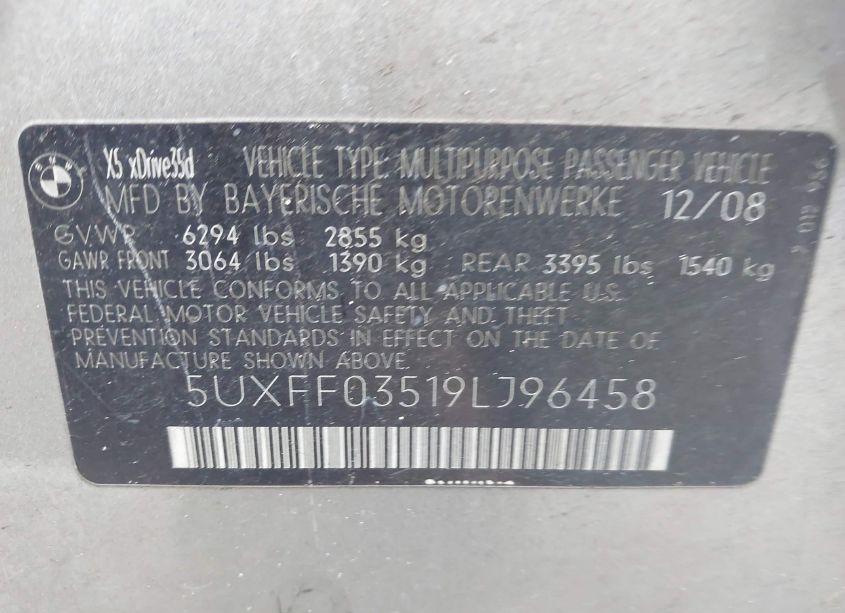 BMW
X5 xDrive35d VEHICLE TYPE: MULTIPURPOSE PASSENGER VEHICLE
MFD BY BAYERISCHE MOTORENWERKE 12/08
GVWR 6294 lbs 2855 kg
GAWR FRONT 3064 lbs 1390 kg REAR 3395 lbs 1540 kg
THIS VEHICLE CONFORMS TO ALL APPLICABLE U.S.
FEDERAL MOTOR VEHICLE SAFETY AND THEFT
PREVENTION STANDARDS IN EFFECT ON THE DATE OF
MANUFACTURE SHOWN ABOVE.
5UXFF03519LJ96458